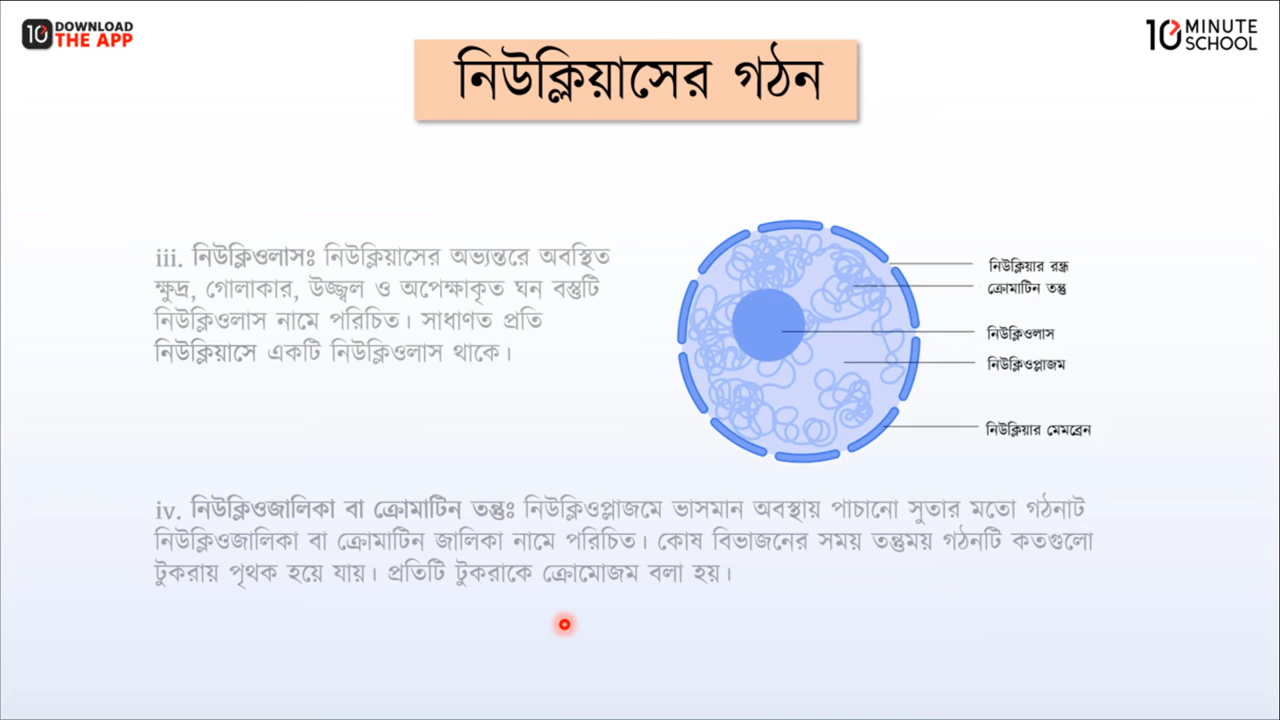 DOWNLOAD
THE APP
10 MINUTE
SCHOOL
নিউক্লিয়াসের গঠন
iii. নিউক্লিওলাসঃ নিউক্লিয়াসের অভ্যন্তরে অবস্থিত
ক্ষুদ্র, গোলাকার, উজ্জ্বল ও অপেক্ষাকৃত ঘন বস্তুটি
নিউক্লিওলাস নামে পরিচিত। সাধাণত প্রতি
নিউক্লিয়াসে একটি নিউক্লিওলাস থাকে।
নিউক্লিয়ার রন্ধ্র
ক্রোমাটিন তন্তু
নিউক্লিওলাস
নিউক্লিওপ্লাজম
নিউক্লিয়ার মেমব্রেন
iv. নিউক্লিওজালিকা বা ক্রোমাটিন তন্তুঃ নিউক্লিওপ্লাজমে ভাসমান অবস্থায় পাচানো সুতার মতো গঠনাট
নিউক্লিওজালিকা বা ক্রোমাটিন জালিকা নামে পরিচিত। কোষ বিভাজনের সময় তন্তুময় গঠনটি কতগুলো
টুকরায় পৃথক হয়ে যায়। প্রতিটি টুকরাকে ক্রোমোজম বলা হয়।